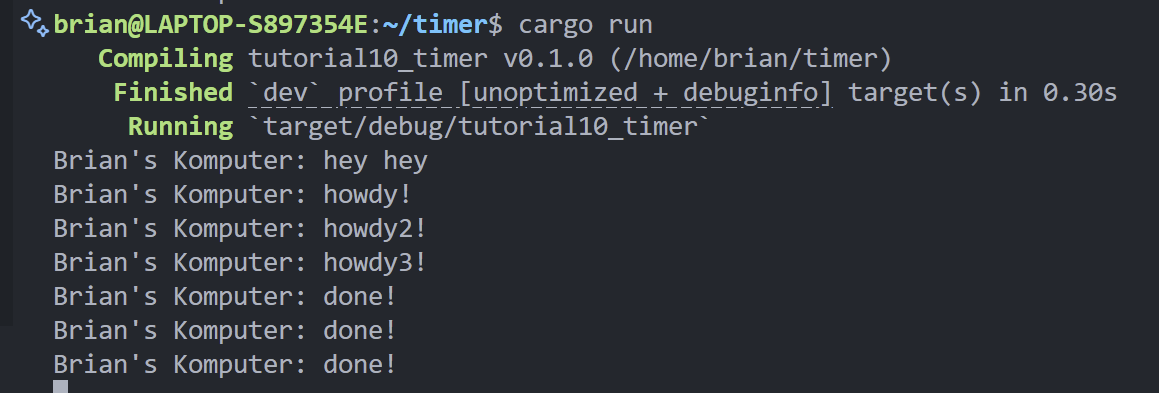 brian@LAPTOP-S897354E:~/timer$ cargo run
Compiling tutorial10_timer v0.1.0 (/home/brian/timer)
Finished `dev` profile [unoptimized + debuginfo] target(s) in 0.30s
Running `target/debug/tutorial10_timer`
Brian's Komputer: hey hey
Brian's Komputer: howdy!
Brian's Komputer: howdy2!
Brian's Komputer: howdy3!
Brian's Komputer: done!
Brian's Komputer: done!
Brian's Komputer: done!